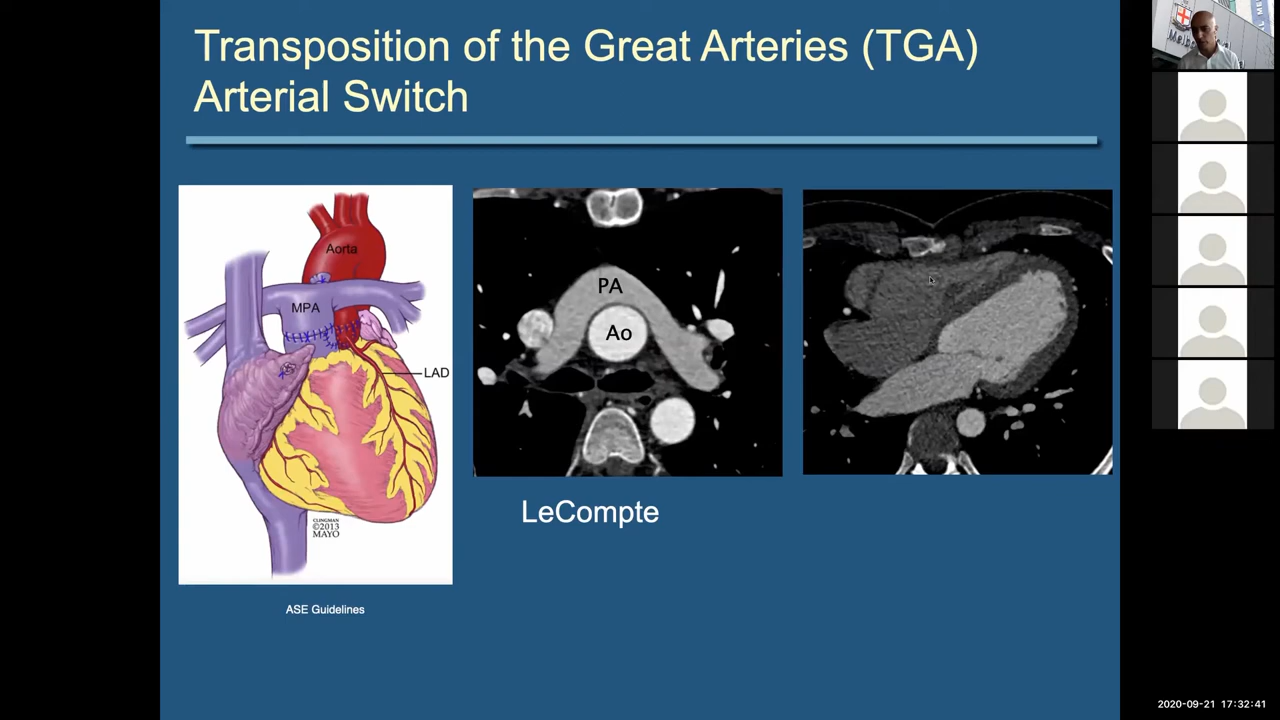 Transposition of the Great Arteries (TGA)
Arterial Switch
Aorta
MPA
LAD
CLINGMAN
©2013
MAYO
PA
Ao
LeCompte
ASE Guidelines
2020-09-21 17:32:41